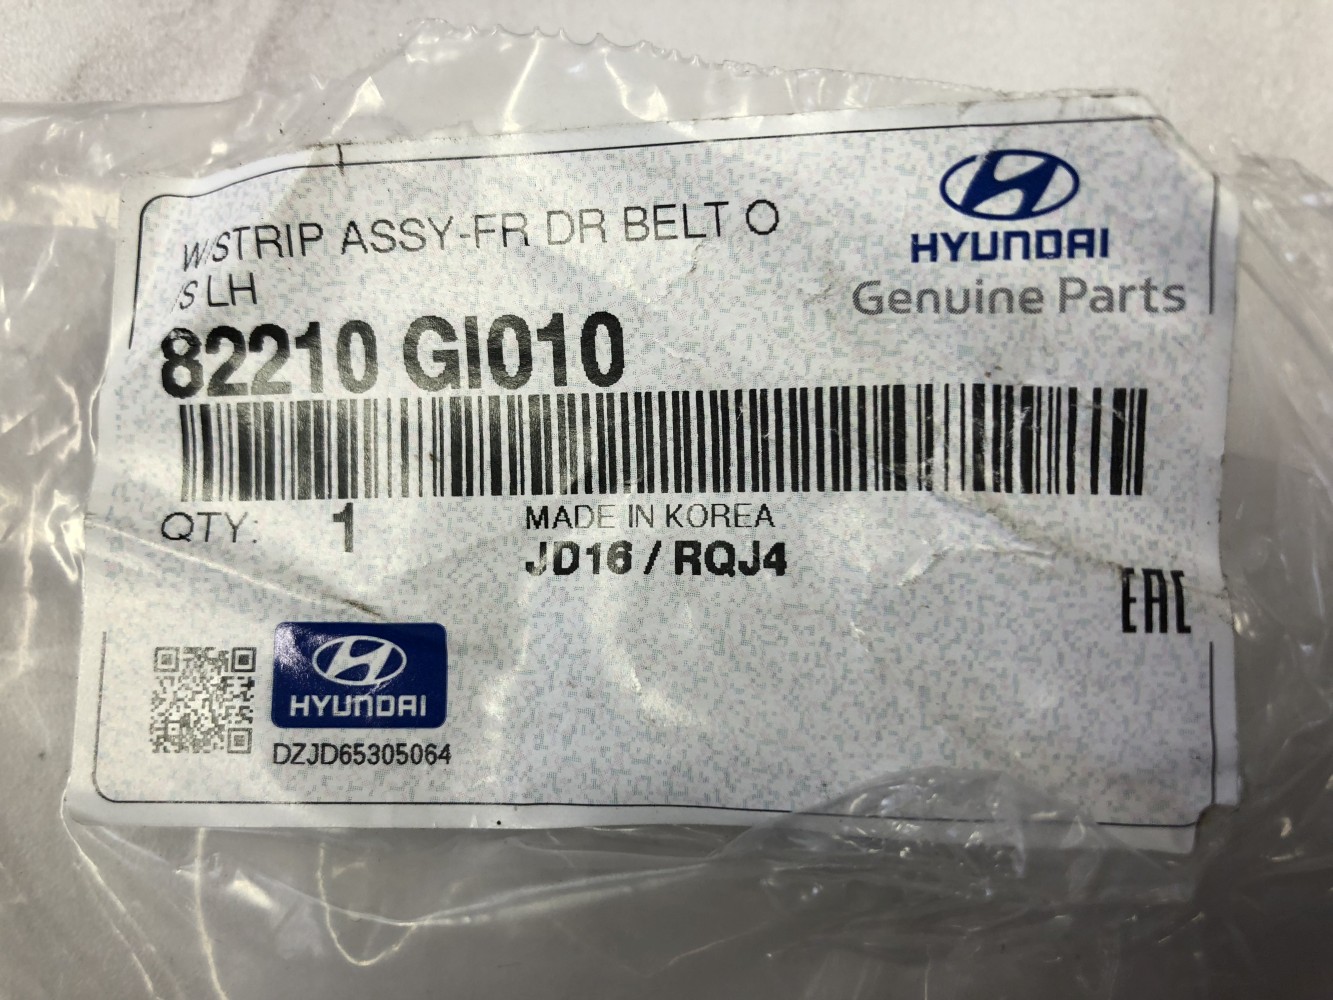 W/STRIP ASSY-FR DR BELT O
/S LH
HYUNDAI
Genuine Parts
82210 GI010
QTY: 1
MADE IN KOREA
JD16 / RQJ4
EAC
HYUNDAI
DZJD65305064